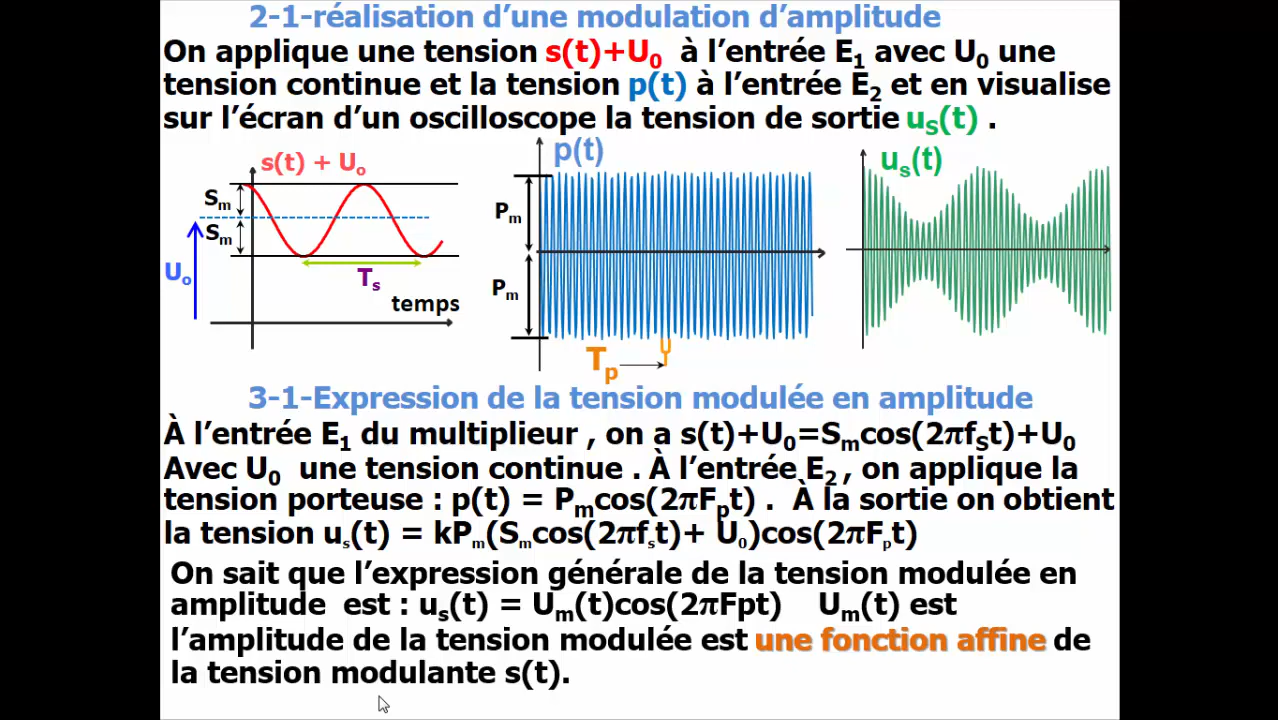 2-1-réalisation d'une modulation d'amplitude
On applique une tension s(t)+U₀ à l'entrée E₁ avec U₀ une
tension continue et la tension p(t) à l'entrée E₂ et en visualise
sur l'écran d'un oscilloscope la tension de sortie uS(t) .
s(t) + Uₒ
Sm
Sm
Uₒ
Ts
temps
p(t)
Pm
Pm
Tp
us(t)
3-1-Expression de la tension modulée en amplitude
À l'entrée E₁ du multiplieur , on a s(t)+U₀=Smcos(2πfSt)+U₀
Avec U₀ une tension continue . À l'entrée E₂ , on applique la
tension porteuse : p(t) = Pmcos(2πFpt) . À la sortie on obtient
la tension us(t) = kPm(Smcos(2πfst)+ U₀)cos(2πFpt)
On sait que l'expression générale de la tension modulée en
amplitude est : us(t) = Um(t)cos(2πFpt) Um(t) est
l'amplitude de la tension modulée est une fonction affine de
la tension modulante s(t).